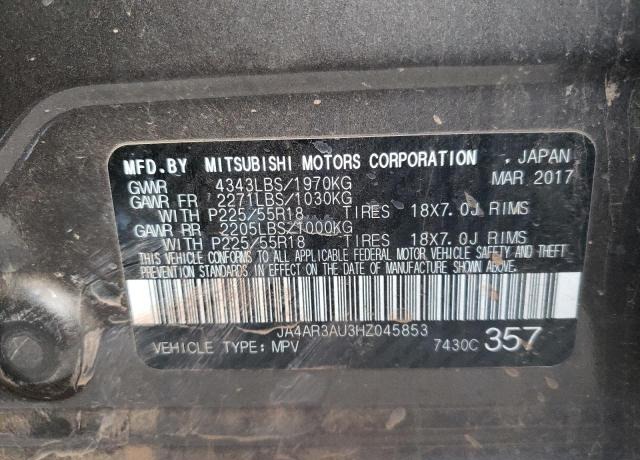 MFD.BY MITSUBISHI MOTORS CORPORATION , JAPAN
GVWR 4343LBS/1970KG MAR 2017
GAWR FR 2271LBS/1030KG
WITH P225/55R18 TIRES 18X7.0J RIMS
GAWR RR 2205LBS/1000KG
WITH P225/55R18 TIRES 18X7.0J RIMS
THIS VEHICLE CONFORMS TO ALL APPLICABLE FEDERAL MOTOR VEHICLE SAFETY AND THEFT
PREVENTION STANDARDS IN EFFECT ON THE DATE OF MANUFACTURE SHOWN ABOVE.
JA4AR3AU3HZ045853
VEHICLE TYPE: MPV 7430C 357